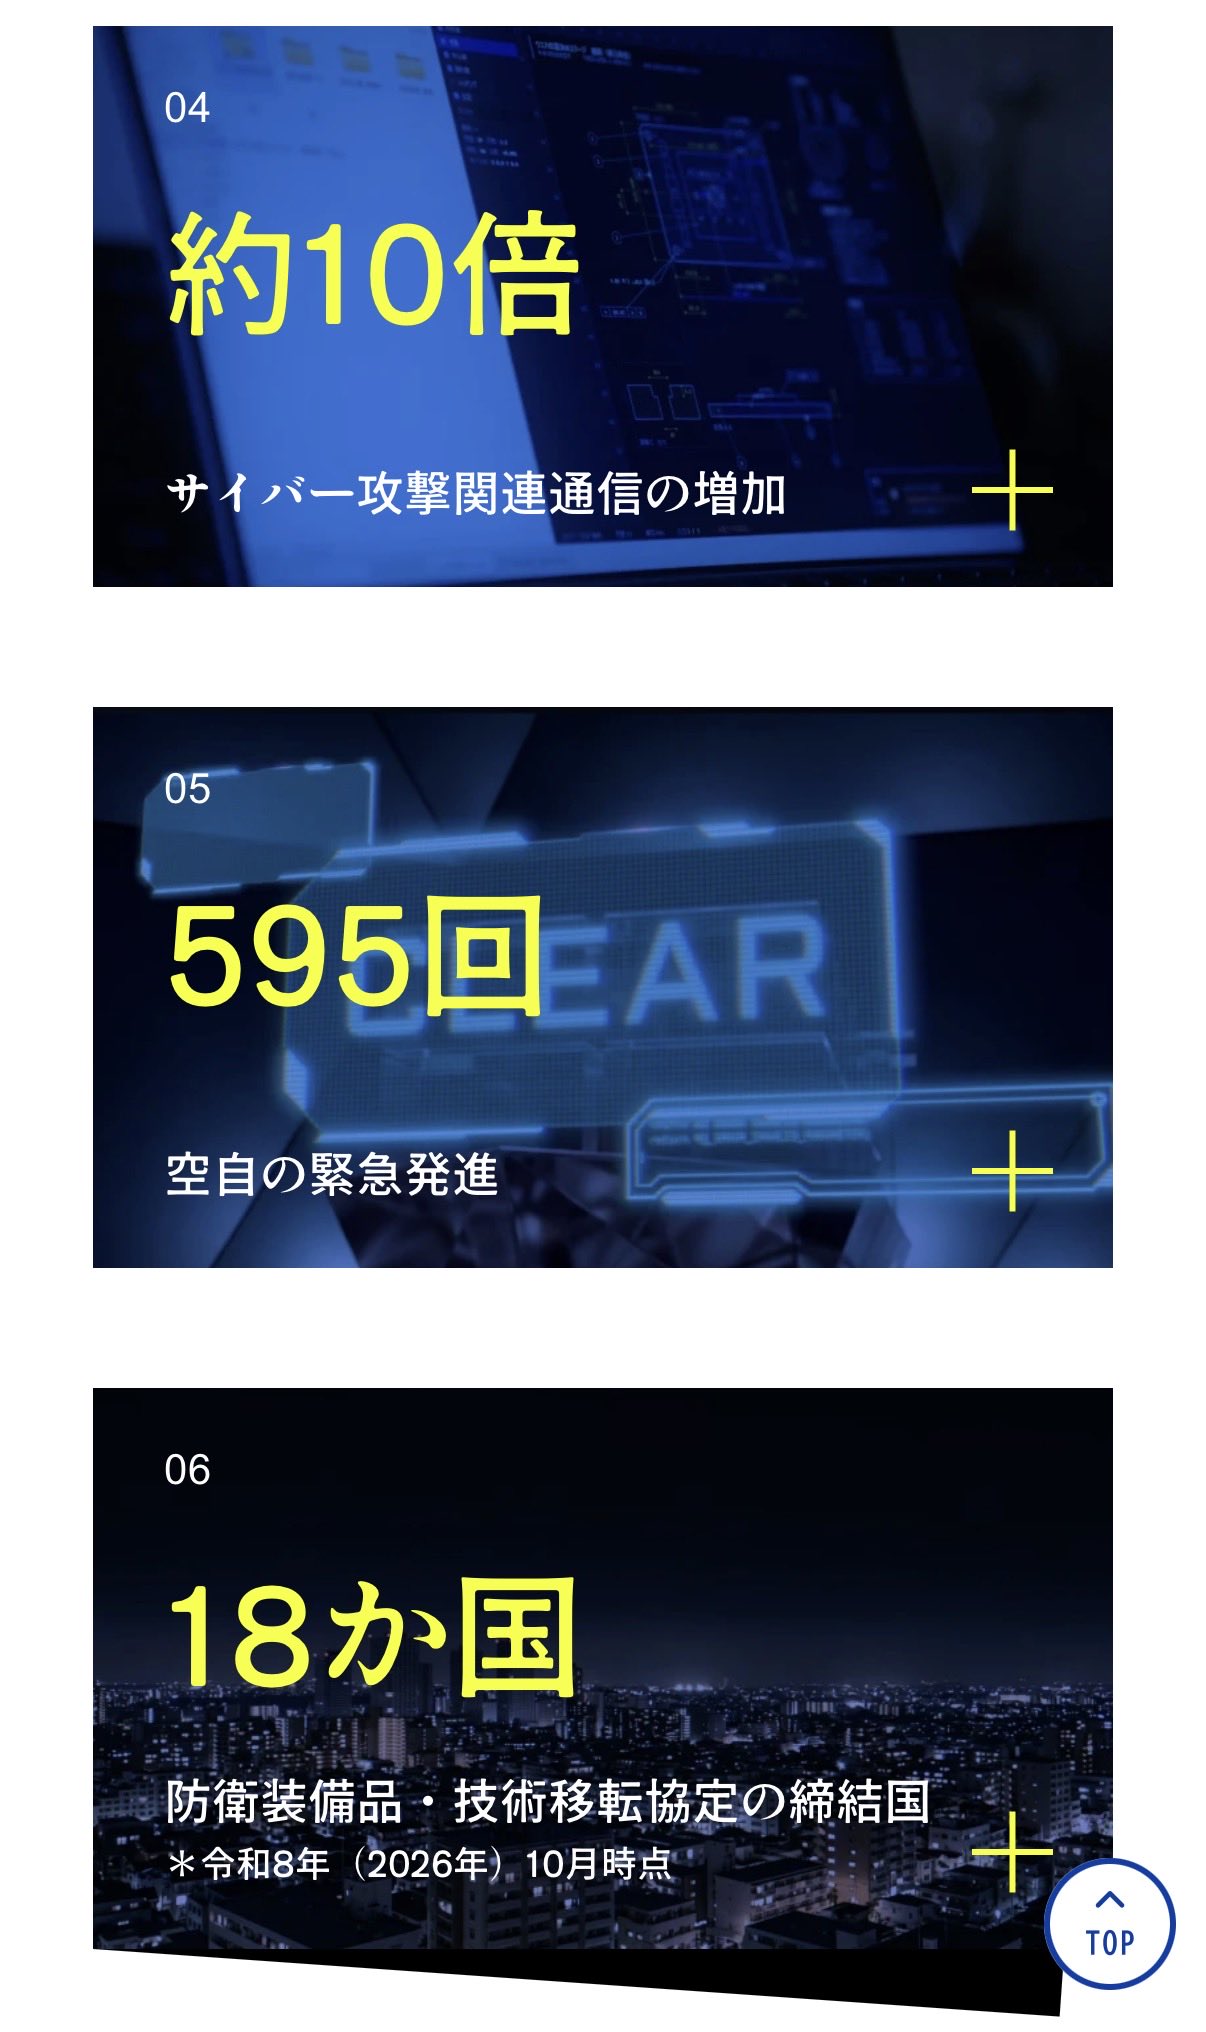 04
約10倍
サイバー攻撃関連通信の増加
05
CLEAR
595回
空自の緊急発進
06
18か国
防衛装備品・技術移転協定の締結国
＊令和8年（2026年）10月時点
TOP